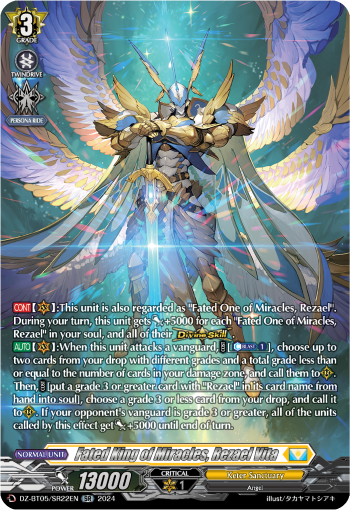 3
GRADE
TWINDRIVE
PERSONA RIDE
CONT【】:This unit is also regarded as "Fated One of Miracles, Rezael".
During your turn, this unit gets +5000 for each "Fated One of Miracles,
Rezael" in your soul, and all of their Divine Skill.
AUTO【】:When this unit attacks a vanguard, [BLAST 1], choose up to
two cards from your drop with different grades and a total grade less than
or equal to the number of cards in your damage zone, and call them to.
Then, [put a grade 3 or greater card with "Rezael" in its card name from
hand into soul], choose a grade 3 or less card from your drop, and call it
to. If your opponent's vanguard is grade 3 or greater, all of the units
called by this effect get +5000 until end of turn.
NORMAL UNIT
Fated King of Miracles, Rezael Vita
POWER 13000
CRITICAL
1
Keter Sanctuary
Angel
DZ-BT05/SR22EN SR 2024
illust/タカヤマトシアキ